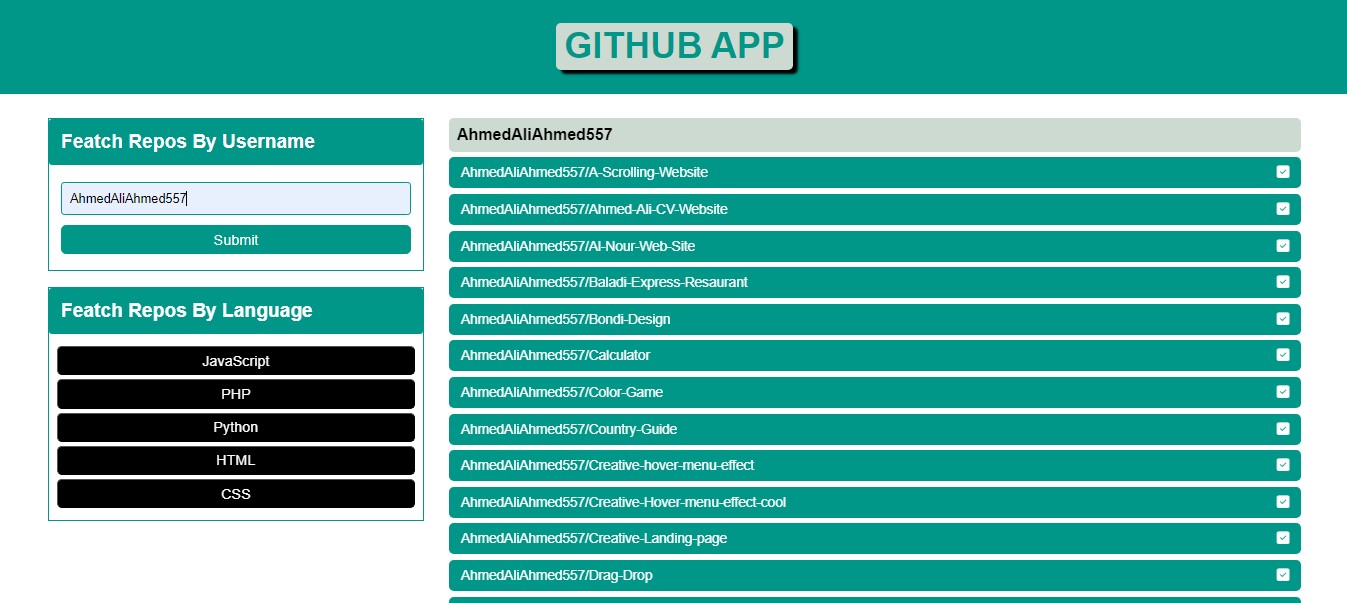 GITHUB APP
Featch Repos By Username
AhmedAliAhmed557
Submit
Featch Repos By Language
JavaScript
PHP
Python
HTML
CSS
AhmedAliAhmed557
AhmedAliAhmed557/A-Scrolling-Website
AhmedAliAhmed557/Ahmed-Ali-CV-Website
AhmedAliAhmed557/Al-Nour-Web-Site
AhmedAliAhmed557/Baladi-Express-Resaurant
AhmedAliAhmed557/Bondi-Design
AhmedAliAhmed557/Calculator
AhmedAliAhmed557/Color-Game
AhmedAliAhmed557/Country-Guide
AhmedAliAhmed557/Creative-hover-menu-effect
AhmedAliAhmed557/Creative-Hover-menu-effect-cool
AhmedAliAhmed557/Creative-Landing-page
AhmedAliAhmed557/Drag-Drop